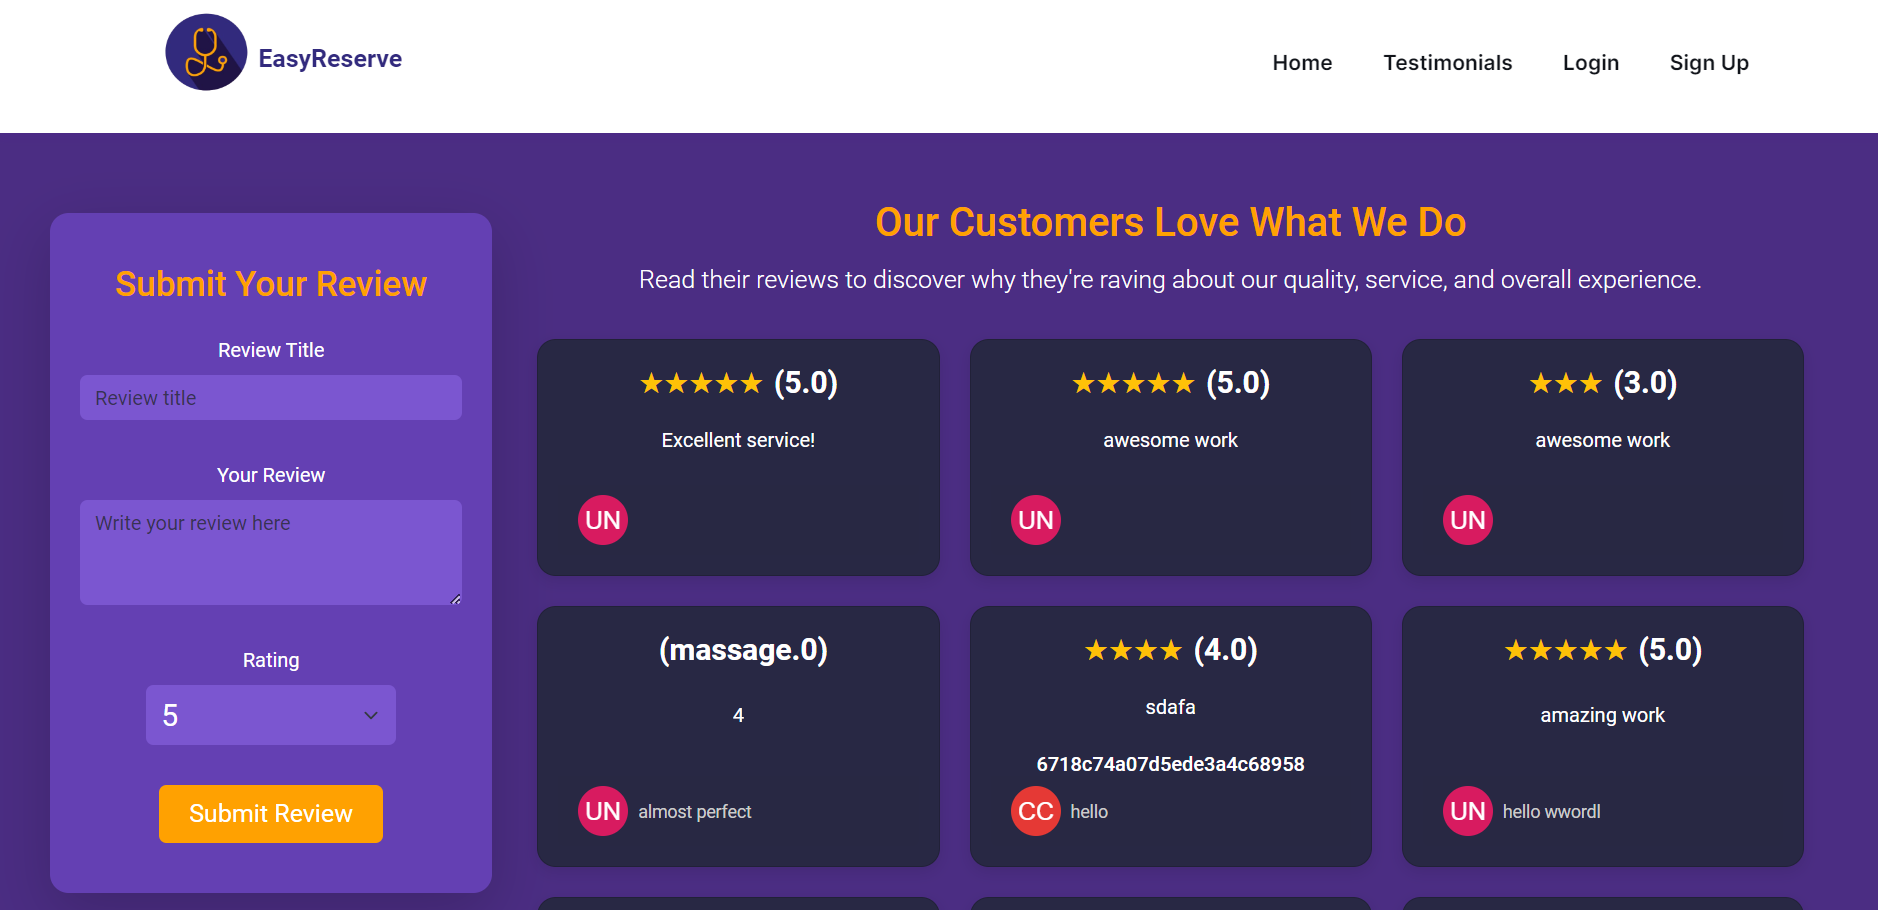 EasyReserve
Home Testimonials Login Sign Up
Submit Your Review
Review Title
Review title
Your Review
Write your review here
Rating
5
Submit Review
Our Customers Love What We Do
Read their reviews to discover why they're raving about our quality, service, and overall experience.
★★★★★ (5.0)
Excellent service!
UN
★★★★★ (5.0)
awesome work
UN
★★★ (3.0)
awesome work
UN
(massage.0)
4
UN almost perfect
★★★★ (4.0)
sdafa
6718c74a07d5ede3a4c68958
CC hello
★★★★★ (5.0)
amazing work
UN hello wwordl